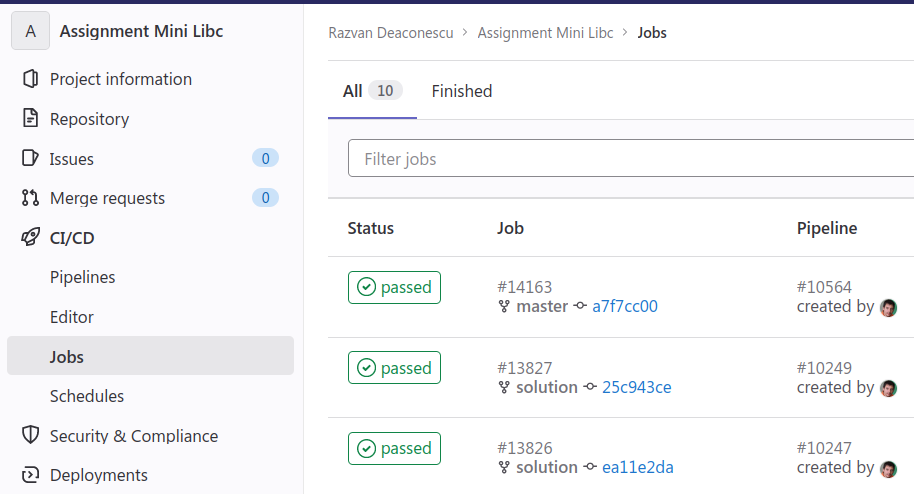 A Assignment Mini Libc
Project information
Repository
Issues 0
Merge requests 0
CI/CD
Pipelines
Editor
Jobs
Schedules
Security & Compliance
Deployments
Razvan Deaconescu > Assignment Mini Libc > Jobs
All 10 Finished
Filter jobs
Status Job Pipeline
passed #14163 #10564
master a7f7cc00 created by
passed #13827 #10249
solution 25c943ce created by
passed #13826 #10247
solution ea11e2da created by